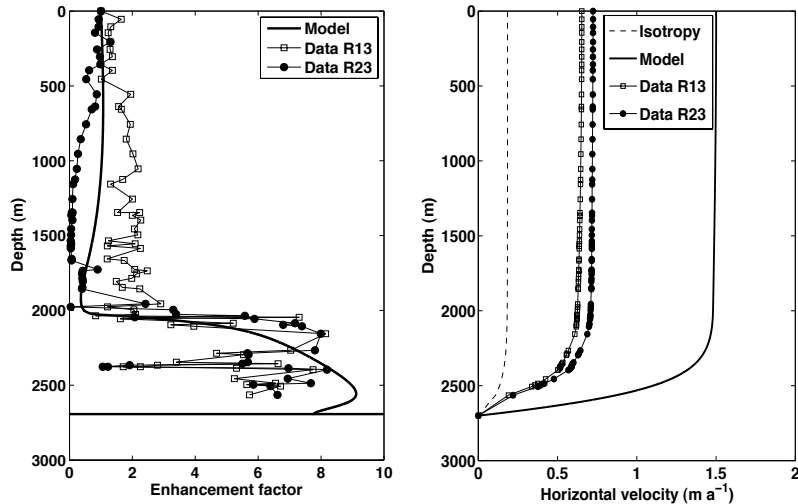 0
500
1000
1500
2000
2500
3000
Depth (m)
0
2
4
6
8
10
Enhancement factor
Model
Data R13
Data R23
0
500
1000
1500
2000
2500
3000
Depth (m)
0
0.5
1
1.5
2
Horizontal velocity (m a⁻¹)
Isotropy
Model
Data R13
Data R23